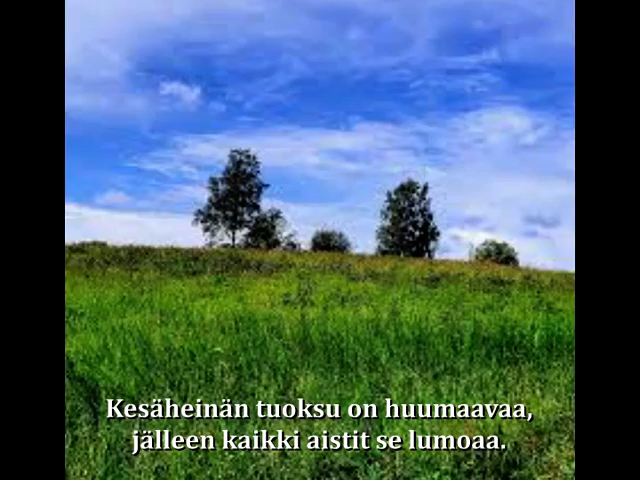 Kesäheinän tuoksu on huumaavaa,
jälleen kaikki aistit se lumoaa.